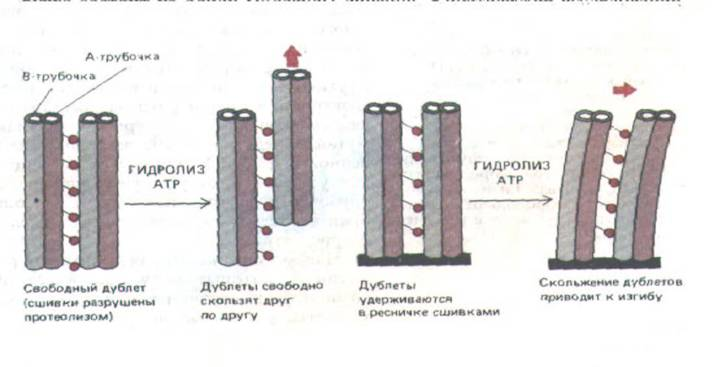 А-трубочка
В-трубочка
ГИДРОЛИЗ
АТР
ГИДРОЛИЗ
АТР
Свободный дублет
(сшивки разрушены
протеолизом)
Дублеты свободно
скользят друг
по другу
Дублеты
удерживаются
в ресничке сшивками
Скольжение дублетов
приводит к изгибу